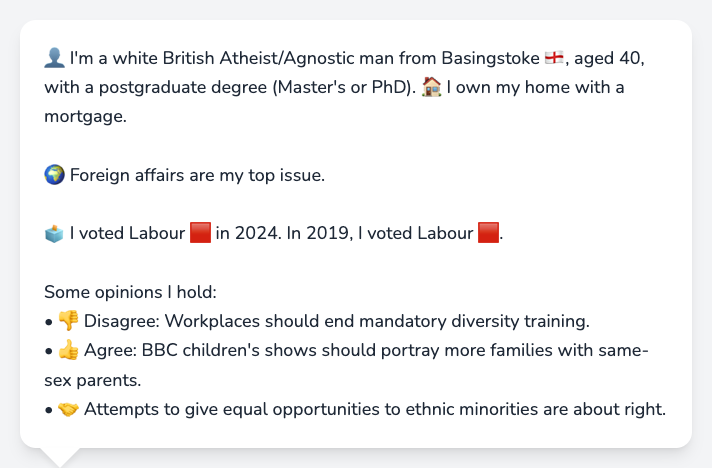 👤 I'm a white British Atheist/Agnostic man from Basingstoke 🏴󠁧󠁢󠁥󠁮󠁧󠁿, aged 40,
with a postgraduate degree (Master's or PhD). 🏠 I own my home with a
mortgage.
🌍 Foreign affairs are my top issue.
🗳️ I voted Labour 🟥 in 2024. In 2019, I voted Labour 🟥.
Some opinions I hold:
• 👎 Disagree: Workplaces should end mandatory diversity training.
• 👍 Agree: BBC children's shows should portray more families with same-
sex parents.
• 🤝 Attempts to give equal opportunities to ethnic minorities are about right.